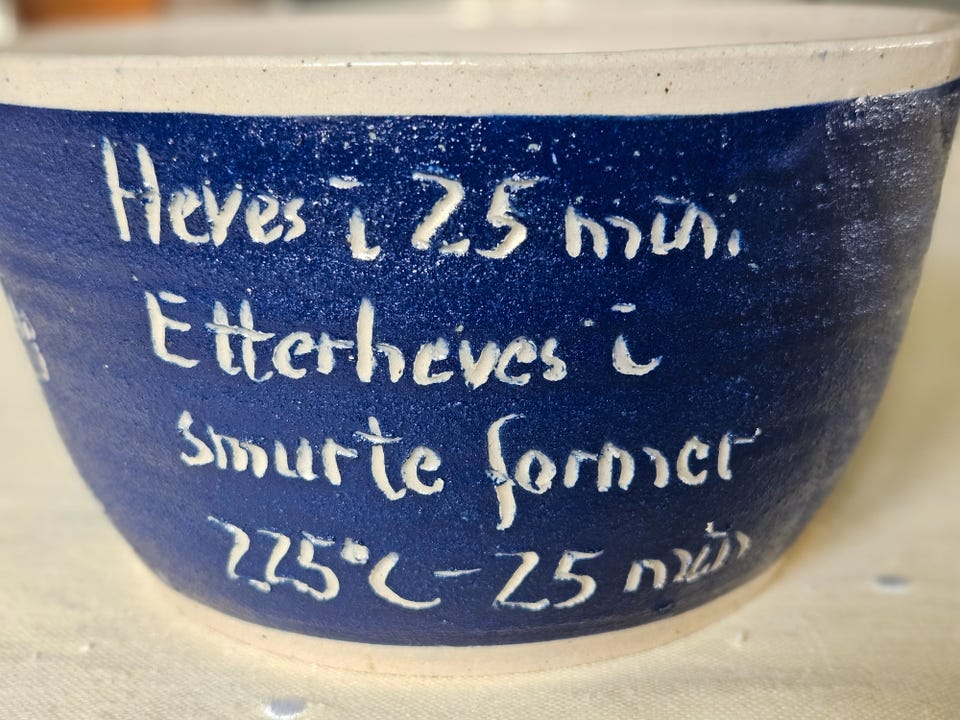 Heves i 25 min.
Etterheves i
smurte former
225°C - 25 min